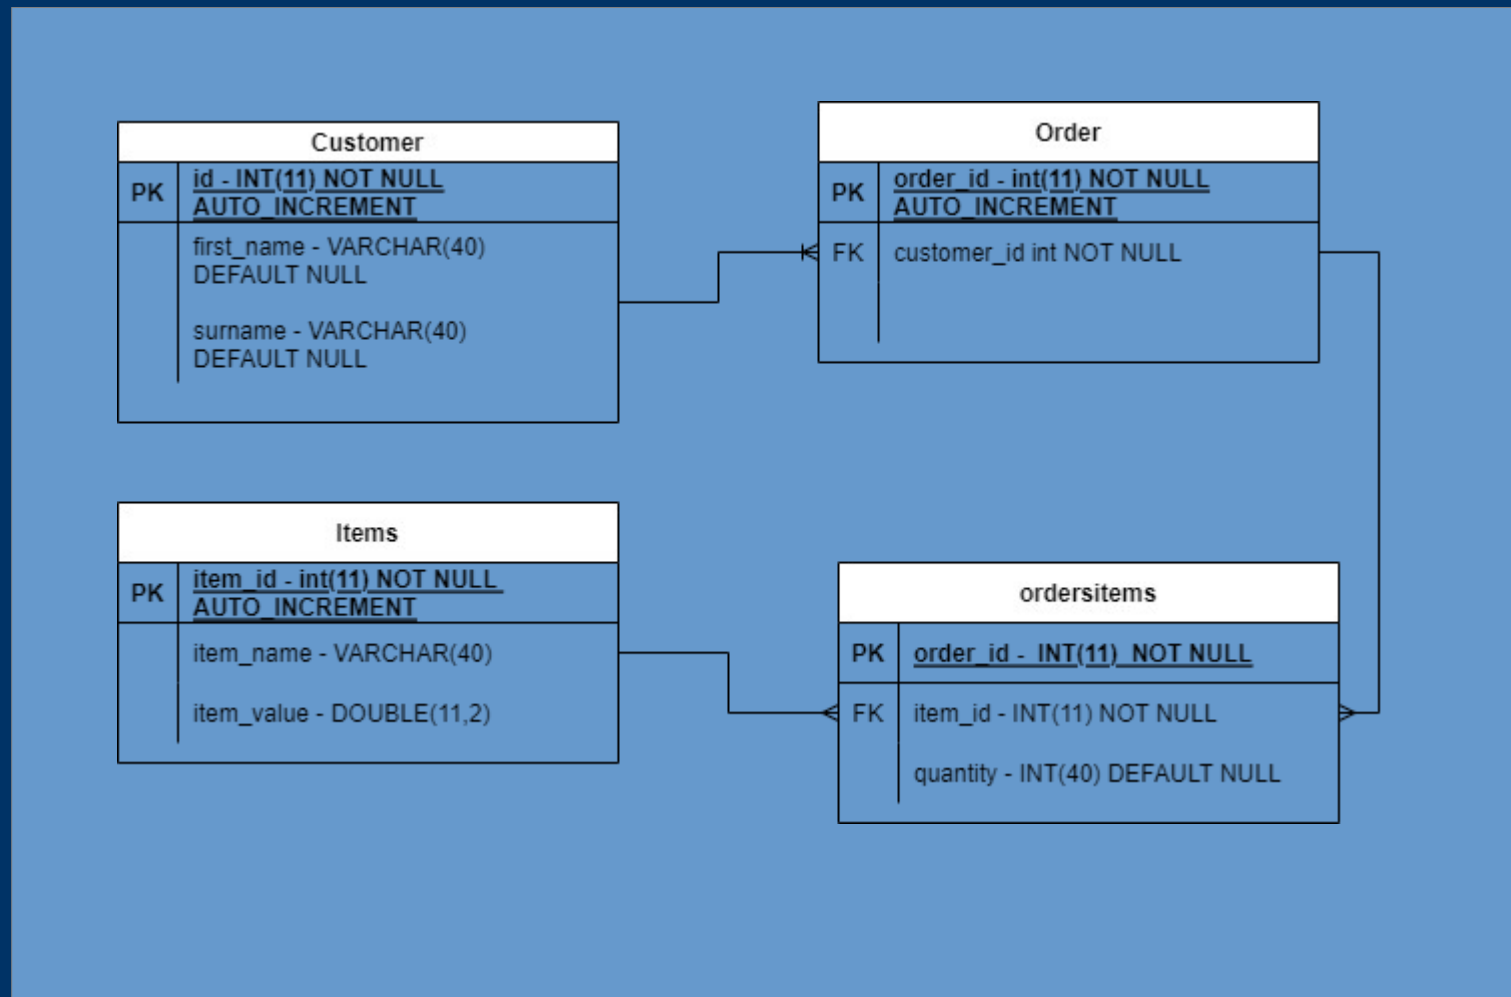 Customer
PK
id - INT(11) NOT NULL
AUTO_INCREMENT
first_name - VARCHAR(40)
DEFAULT NULL
surname - VARCHAR(40)
DEFAULT NULL
Order
PK
order_id - int(11) NOT NULL
AUTO_INCREMENT
FK
customer_id int NOT NULL
Items
PK
item_id - int(11) NOT NULL
AUTO_INCREMENT
item_name - VARCHAR(40)
item_value - DOUBLE(11,2)
ordersitems
PK
order_id - INT(11) NOT NULL
FK
item_id - INT(11) NOT NULL
quantity - INT(40) DEFAULT NULL